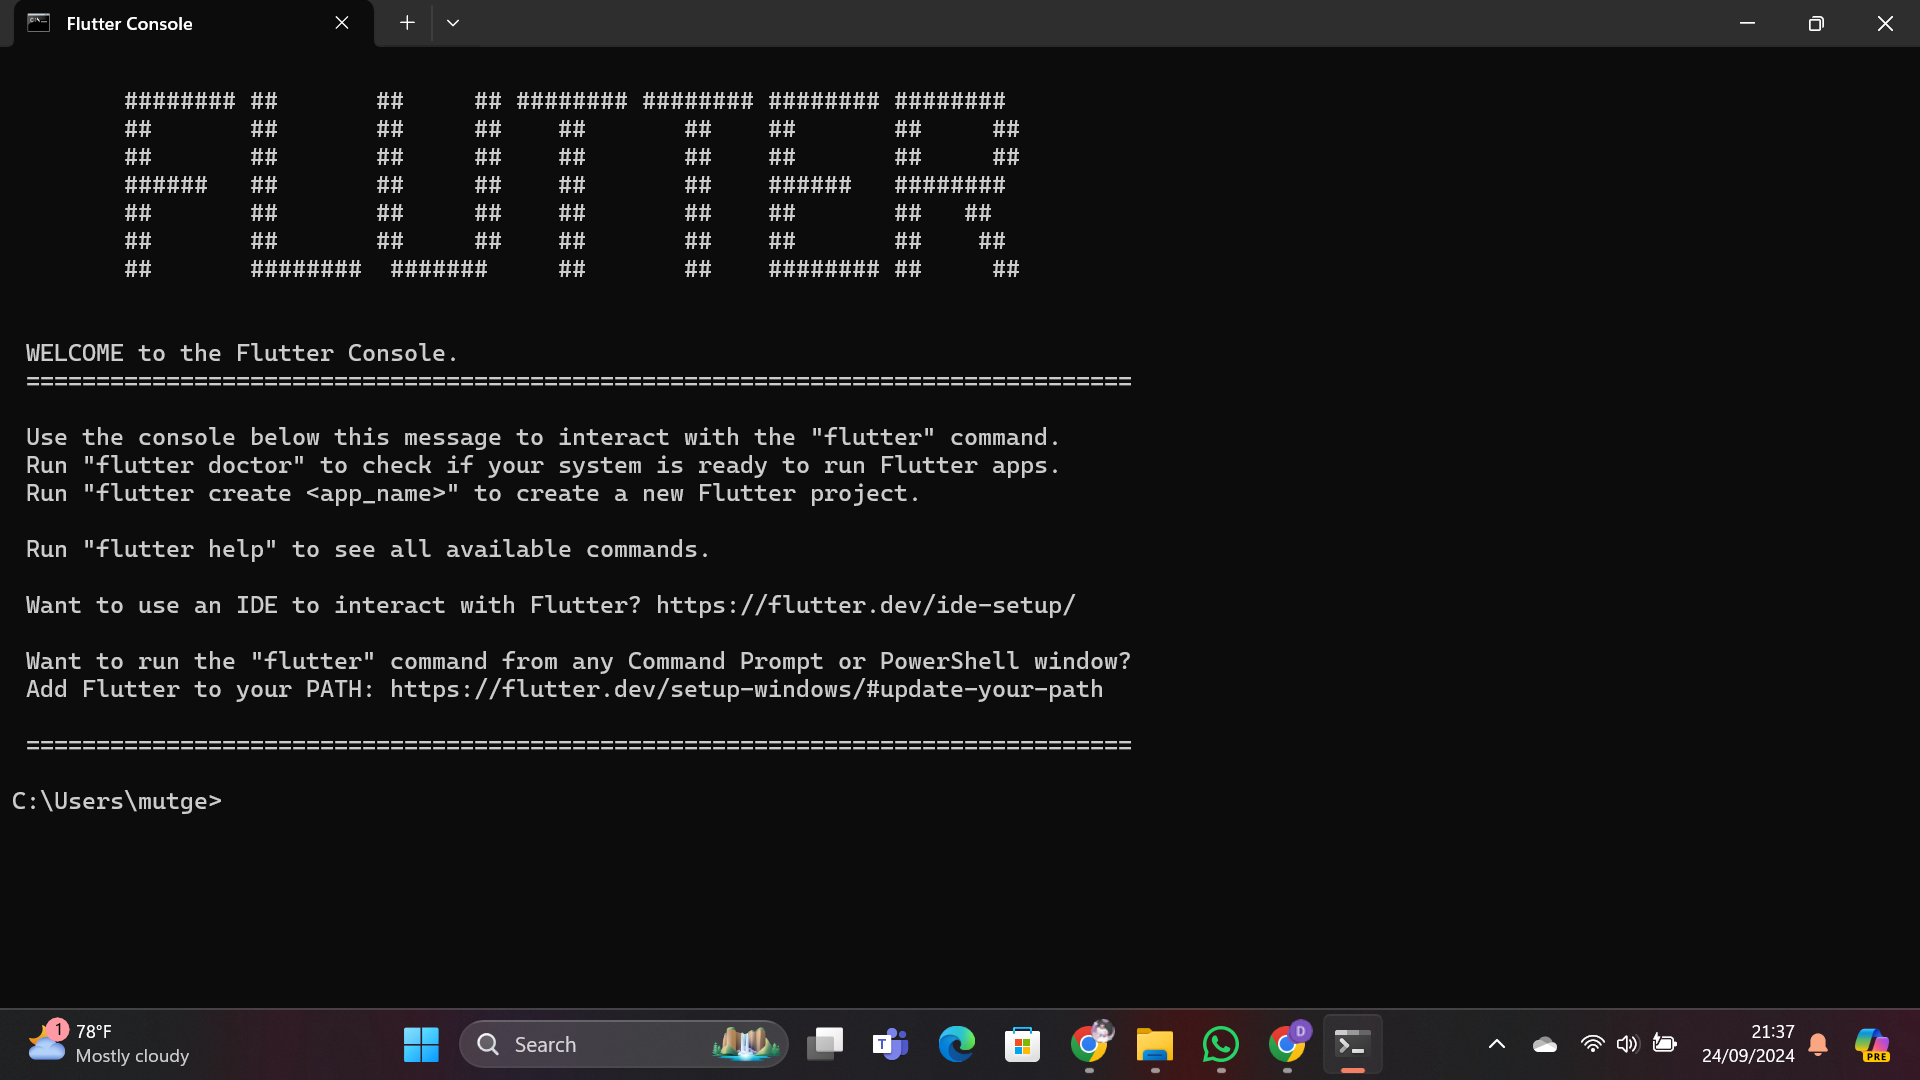 Flutter Console
######## ##       ##     ## ######## ######## ######## ########
##       ##       ##     ##    ##       ##    ##       ##     ##
##       ##       ##     ##    ##       ##    ##       ##     ##
######   ##       ##     ##    ##       ##    ######   ########
##       ##       ##     ##    ##       ##    ##       ##   ##
##       ##       ##     ##    ##       ##    ##       ##    ##
##       ########  #######     ##       ##    ######## ##     ##
WELCOME to the Flutter Console.
===============================================================================
Use the console below this message to interact with the "flutter" command.
Run "flutter doctor" to check if your system is ready to run Flutter apps.
Run "flutter create <app_name>" to create a new Flutter project.
Run "flutter help" to see all available commands.
Want to use an IDE to interact with Flutter? https://flutter.dev/ide-setup/
Want to run the "flutter" command from any Command Prompt or PowerShell window?
Add Flutter to your PATH: https://flutter.dev/setup-windows/#update-your-path
===============================================================================
C:\Users\mutge>
1
78°F
Mostly cloudy
Search
T
D
21:37
24/09/2024
PRE